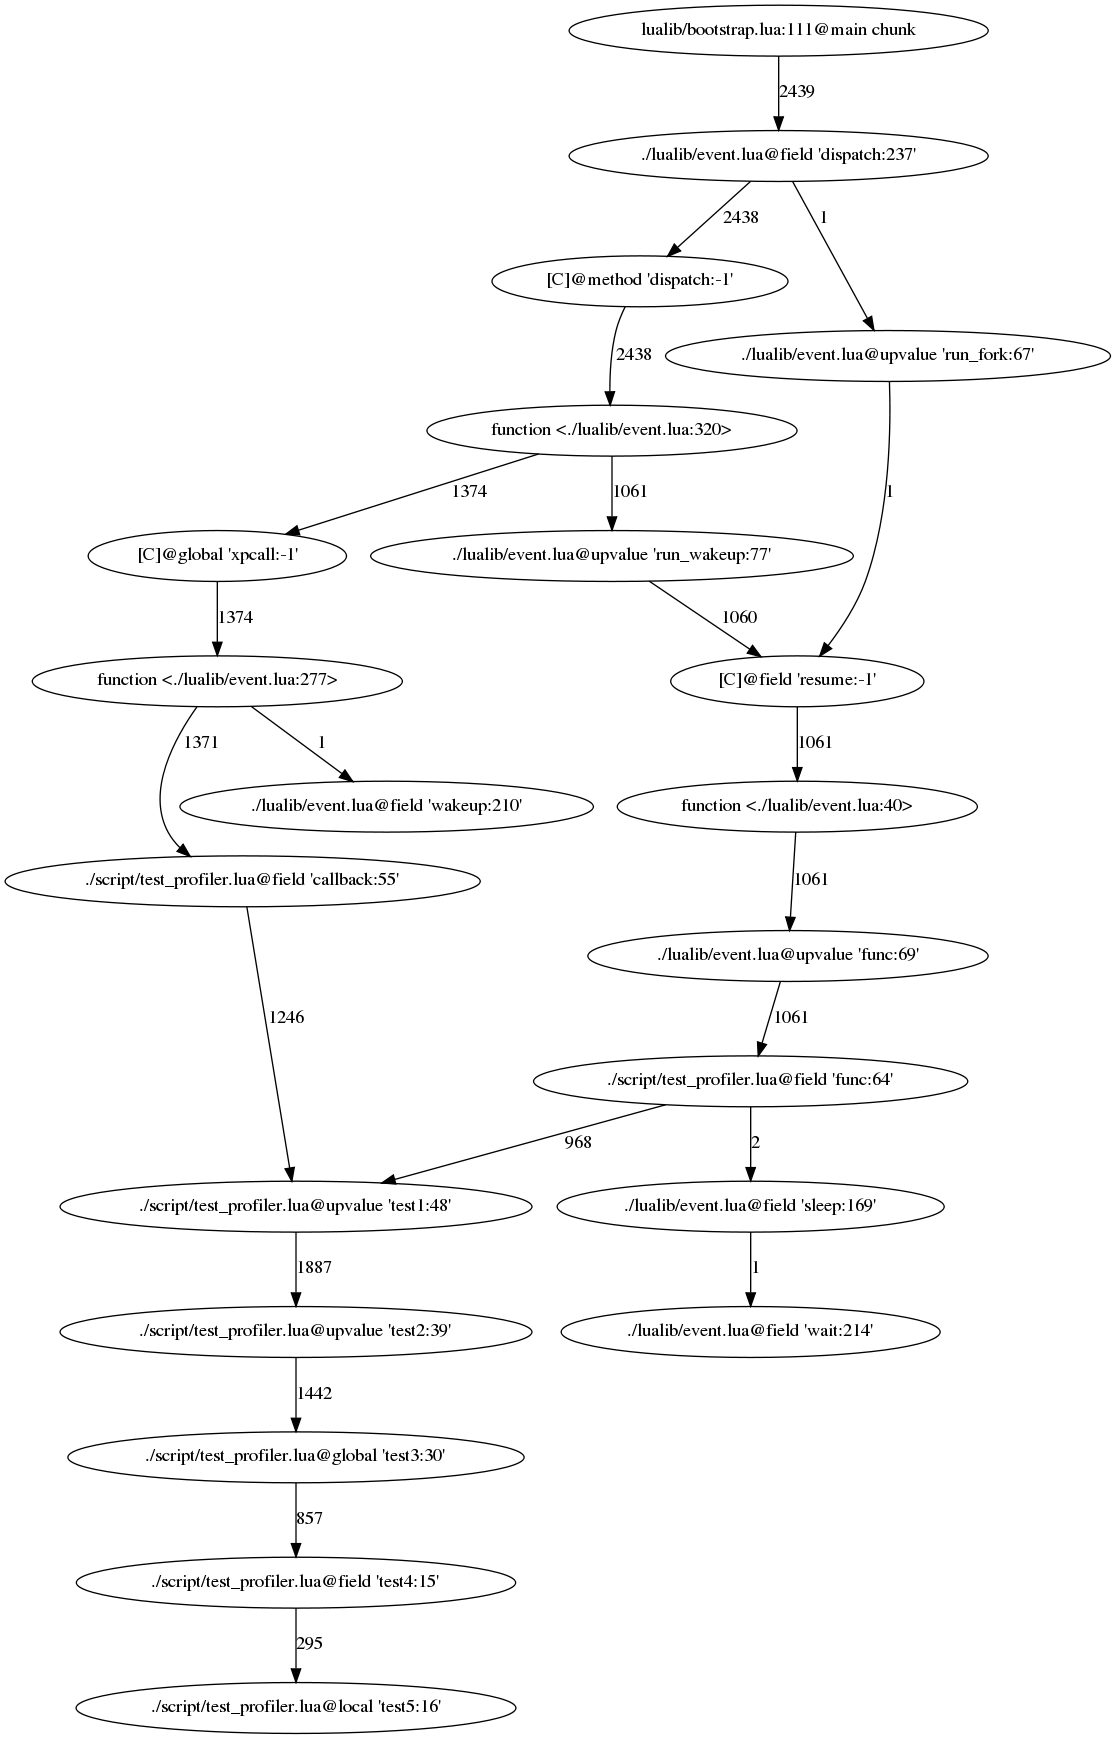 lualib/bootstrap.lua:111@main chunk
2439
./lualib/event.lua@field 'dispatch:237'
2438
1
[C]@method 'dispatch:-1'
2438
./lualib/event.lua@upvalue 'run_fork:67'
function <./lualib/event.lua:320>
1374
1061
1
[C]@global 'xpcall:-1'
./lualib/event.lua@upvalue 'run_wakeup:77'
1374
1060
function <./lualib/event.lua:277>
[C]@field 'resume:-1'
1371
1
1061
./lualib/event.lua@field 'wakeup:210'
function <./lualib/event.lua:40>
./script/test_profiler.lua@field 'callback:55'
1061
./lualib/event.lua@upvalue 'func:69'
1246
1061
./script/test_profiler.lua@field 'func:64'
968
2
./script/test_profiler.lua@upvalue 'test1:48'
./lualib/event.lua@field 'sleep:169'
1887
1
./script/test_profiler.lua@upvalue 'test2:39'
./lualib/event.lua@field 'wait:214'
1442
./script/test_profiler.lua@global 'test3:30'
857
./script/test_profiler.lua@field 'test4:15'
295
./script/test_profiler.lua@local 'test5:16'